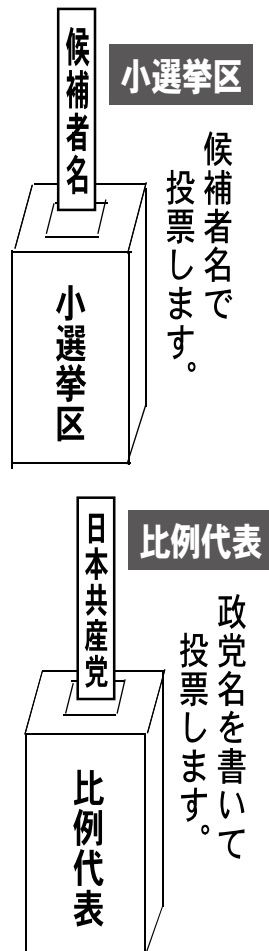 小選挙区
候補者名で
投票します。
候補者名
小選挙区
比例代表
政党名を書いて
投票します。
日本共産党
比例代表